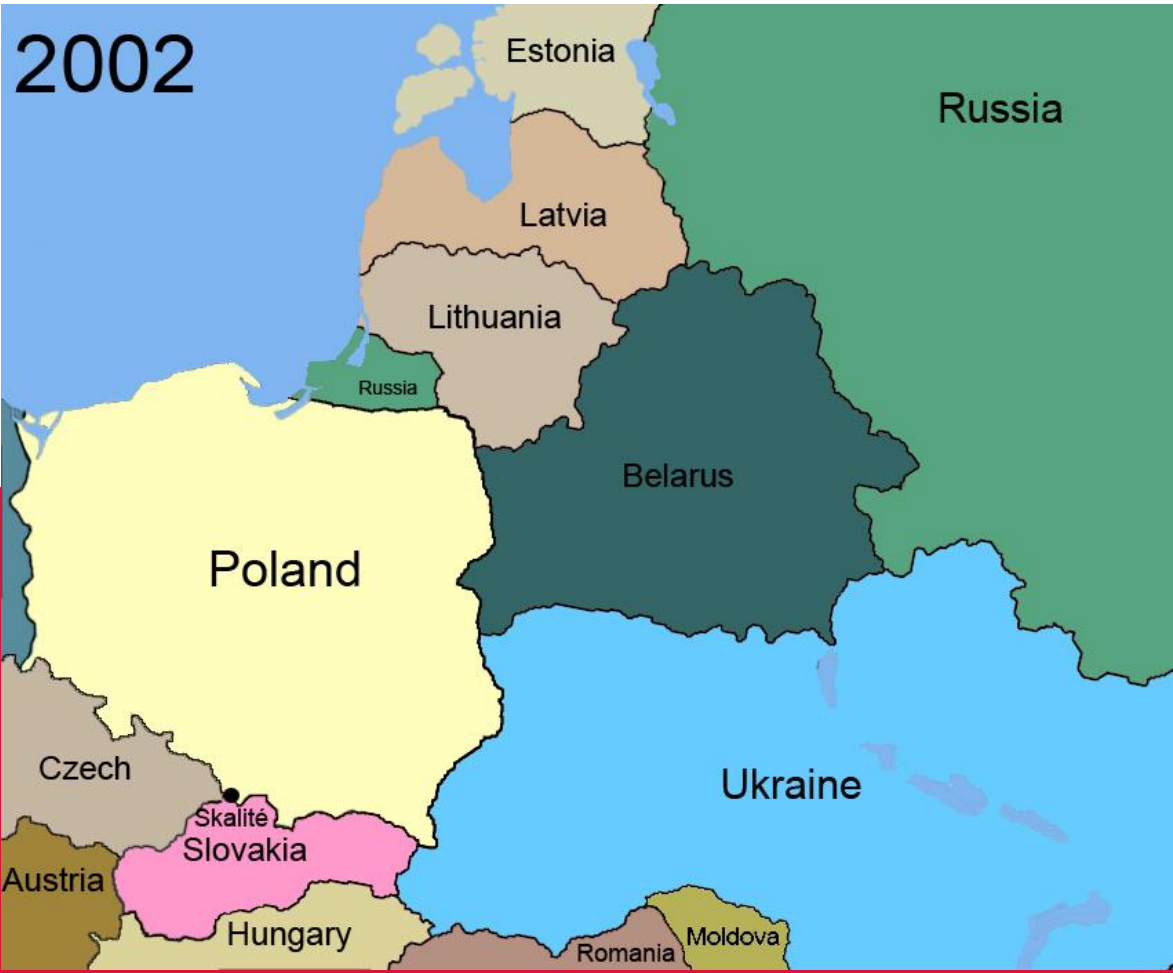 2002
Estonia
Russia
Latvia
Lithuania
Russia
Belarus
Poland
Czech
Ukraine
Skalité
Slovakia
Austria
Hungary
Moldova
Romania